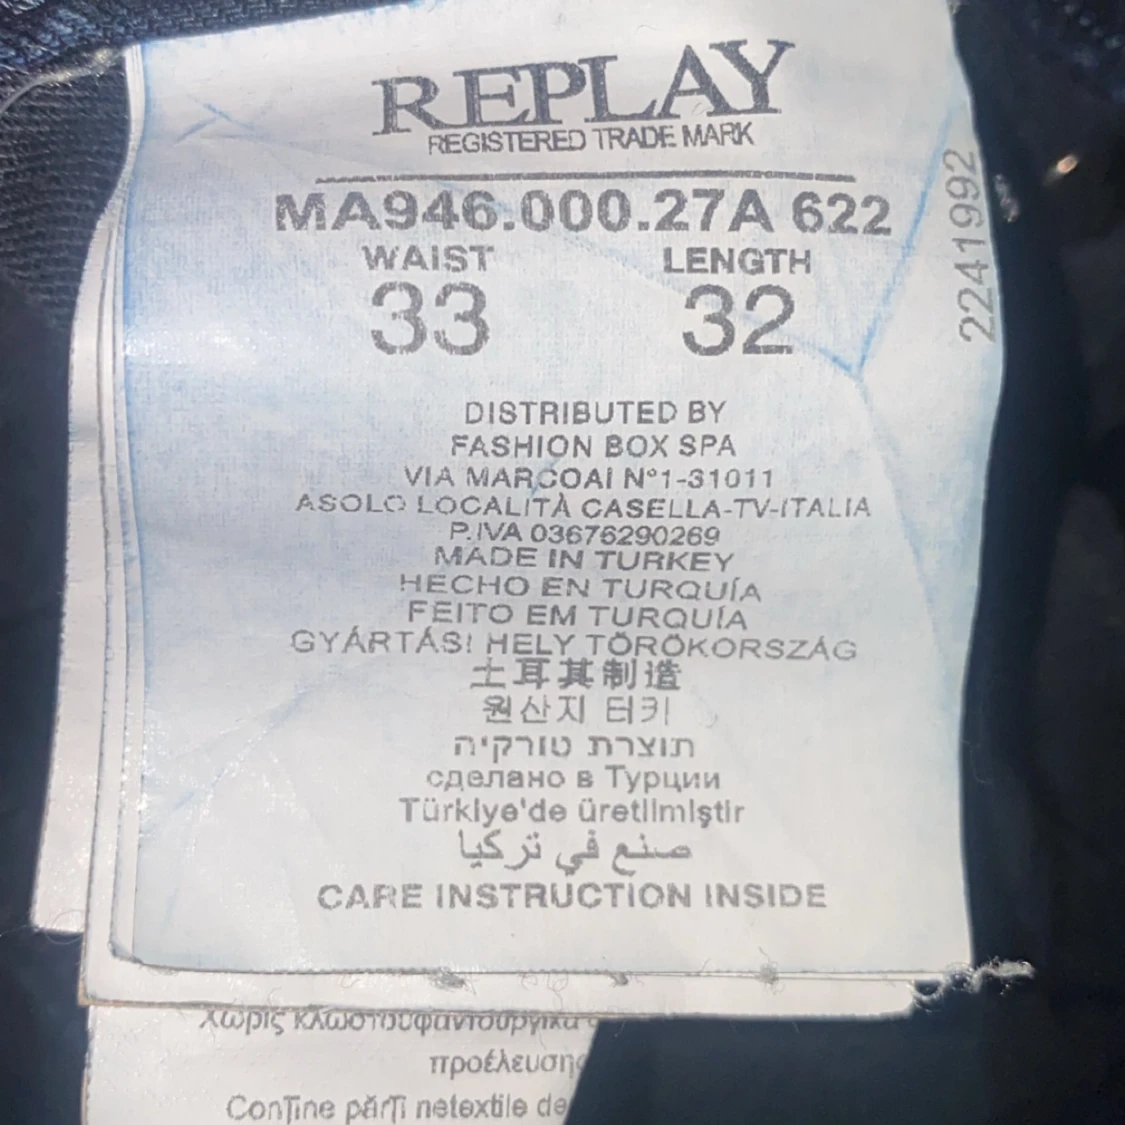 REPLAY
REGISTERED TRADE MARK
MA946.000.27A 622
WAIST LENGTH
33 32
2241992
DISTRIBUTED BY
FASHION BOX SPA
VIA MARCOAI N°1-31011
ASOLO LOCALITÀ CASELLA-TV-ITALIA
P.IVA 03676290269
MADE IN TURKEY
HECHO EN TURQUÍA
FEITO EM TURQUÍA
GYÁRTÁSI HELY TÖRÖKORSZÁG
土耳其制造
원산지 터키
תוצרת טורקיה
сделано в Турции
Türkiye'de üretilmiştir
صنع في تركيا
CARE INSTRUCTION INSIDE
Χωρίς κλωστοϋφαντουργικά
προέλευσης
Conţine părţi netextile de